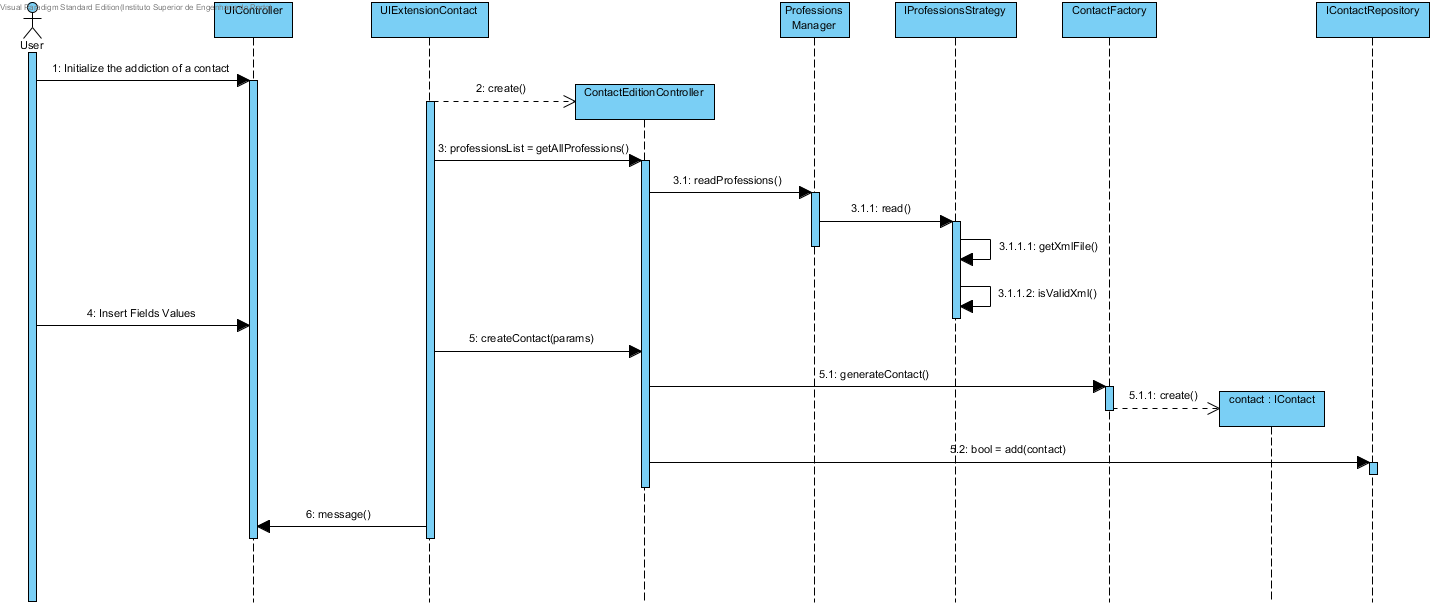 Visual Paradigm Standard Edition(Instituto Superior de
User
UIController
UIExtensionContact
Professions
Manager
IProfessionsStrategy
ContactFactory
IContactRepository
1: Initialize the addiction of a contact
2: create()
ContactEditionController
3: professionsList = getAllProfessions()
3.1: readProfessions()
3.1.1: read()
3.1.1.1: getXmlFile()
3.1.1.2: isValidXml()
4: Insert Fields Values
5: createContact(params)
5.1: generateContact()
5.1.1: create()
contact : IContact
5.2: bool = add(contact)
6: message()